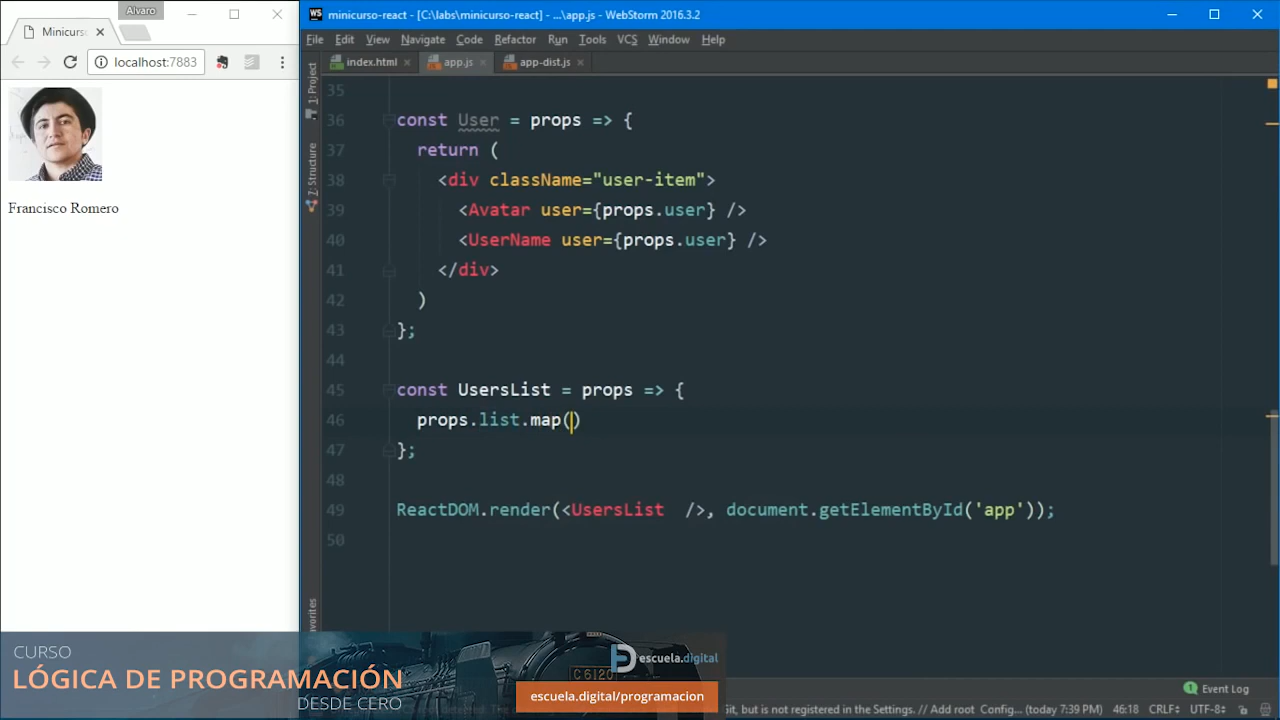 Alvaro
Minicurs
localhost:7883
Francisco Romero
WS
minicurso-react - [C:\labs\minicurso-react] - ...\app.js - WebStorm 2016.3.2
File Edit View Navigate Code Refactor Run Tools VCS Window Help
index.html app.js app-dist.js
1: Project
7: Structure
35
36 const User = props => {
37 return (
38 <div className="user-item">
39 <Avatar user={props.user} />
40 <UserName user={props.user} />
41 </div>
42 )
43 };
44
45 const UsersList = props => {
46 props.list.map()
47 };
48
49 ReactDOM.render(<UsersList />, document.getElementById('app'));
50
CURSO
LÓGICA DE PROGRAMACIÓN
DESDE CERO
C 6120
escuela.digital
escuela.digital/programacion
Event Log
but is not registered in the Settings. // Add root Config... (today 7:39 PM) 46:18 CRLF÷ UTF-8÷